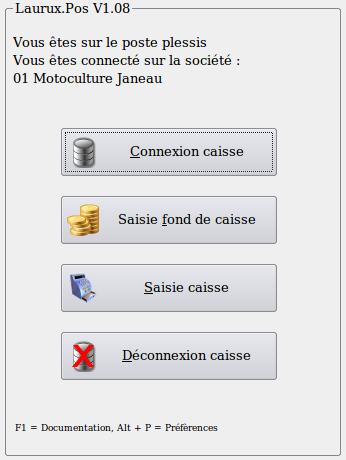 Laurux.Pos V1.08
Vous êtes sur le poste plessis
Vous êtes connecté sur la société :
01 Motoculture Janeau
Connexion caisse
Saisie fond de caisse
Saisie caisse
Déconnexion caisse
F1 = Documentation, Alt + P = Préférences